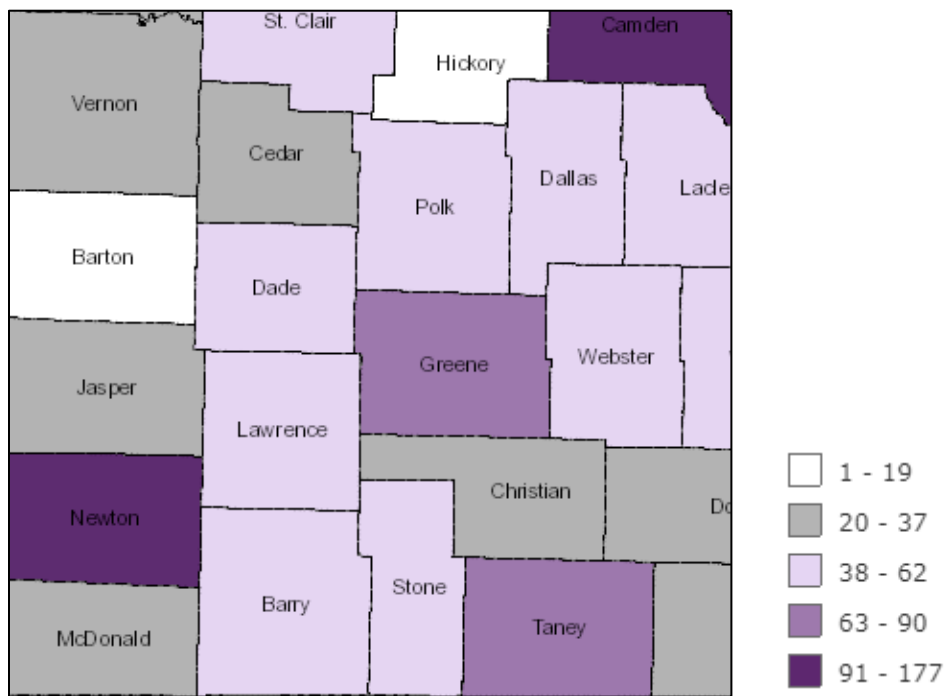 St. Clair
Camden
Hickory
Vernon
Cedar
Dallas
Lade
Polk
Barton
Dade
Webster
Greene
Jasper
Lawrence
Christian
Do
Newton
Stone
Barry
Taney
McDonald
1 - 19
20 - 37
38 - 62
63 - 90
91 - 177